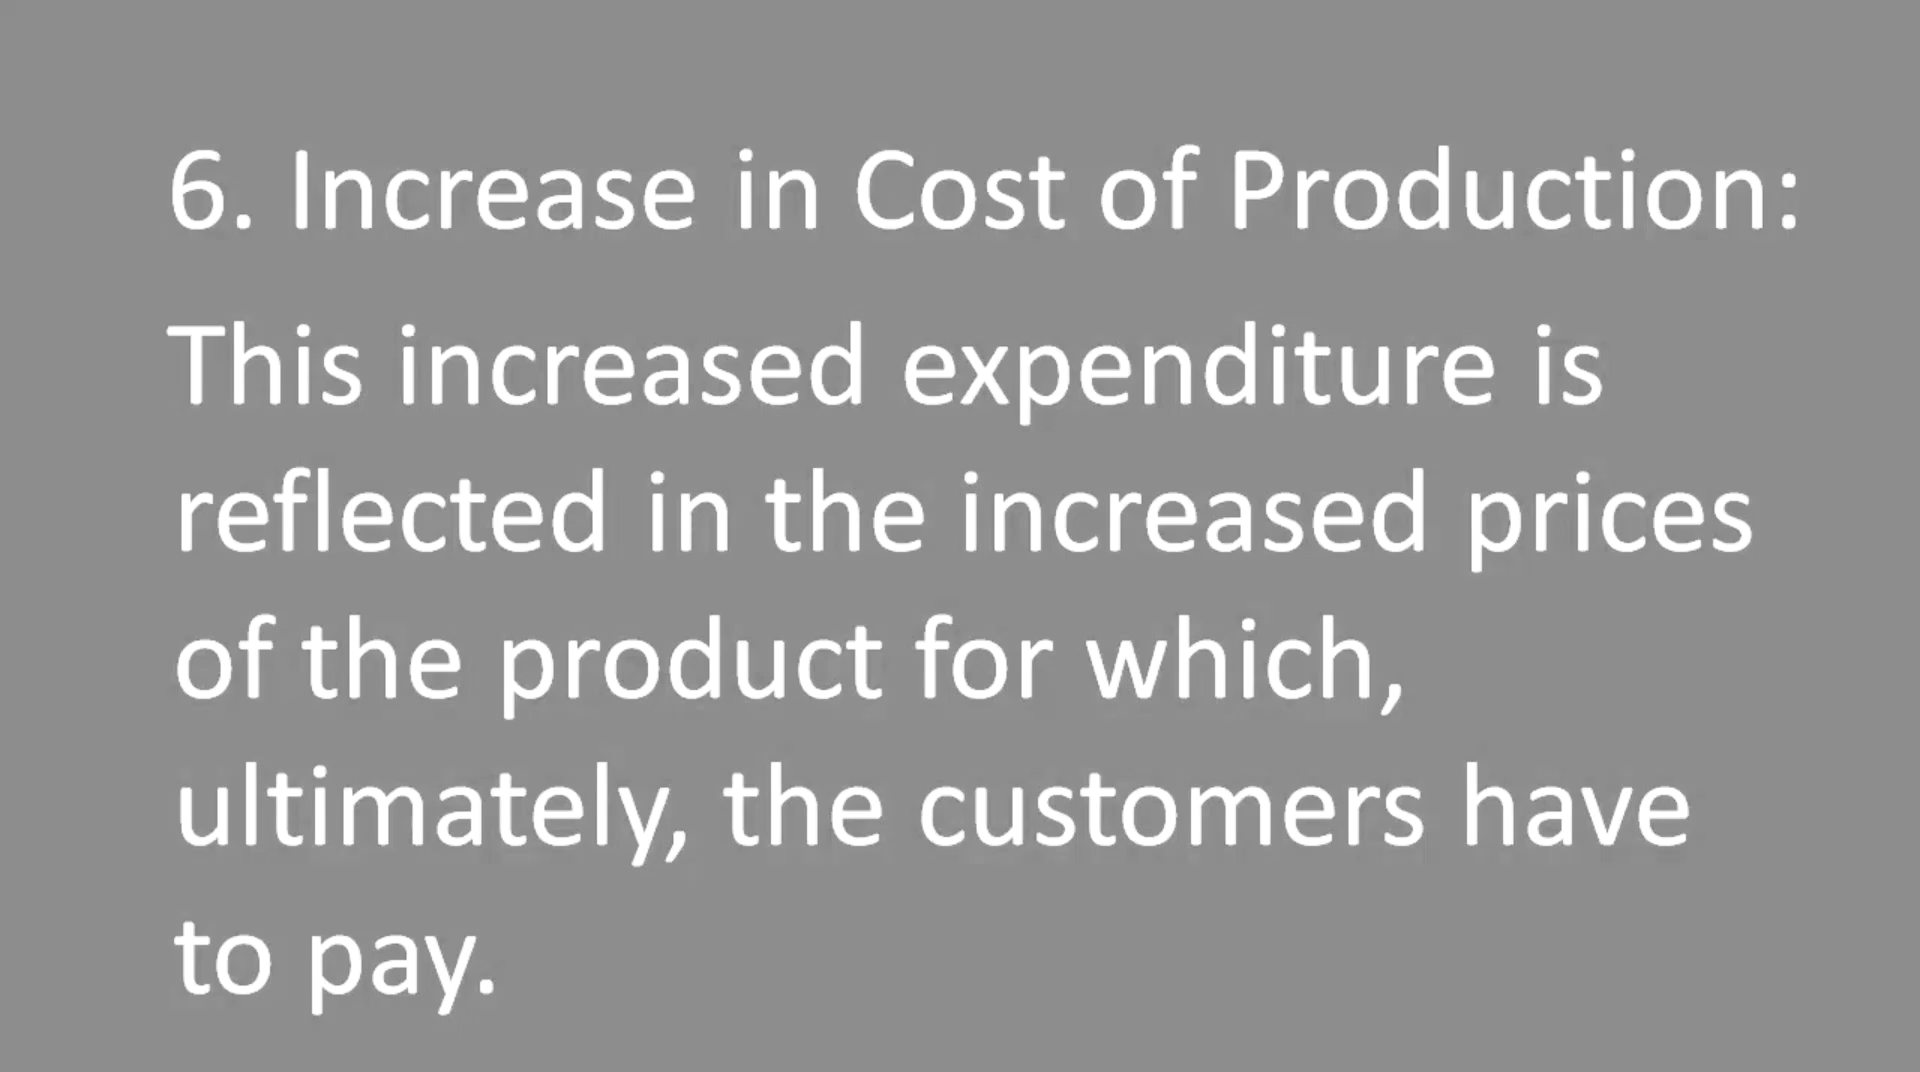 6. Increase in Cost of Production:
This increased expenditure is
reflected in the increased prices
of the product for which,
ultimately, the customers have
to pay.